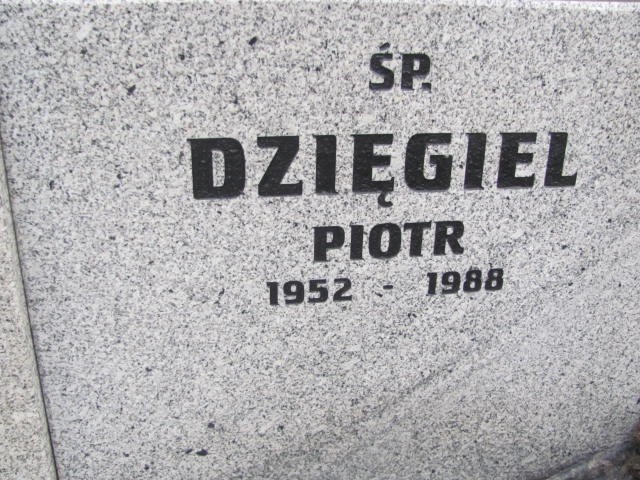 ŚP.
DZIĘGIEL
PIOTR
1952 - 1988